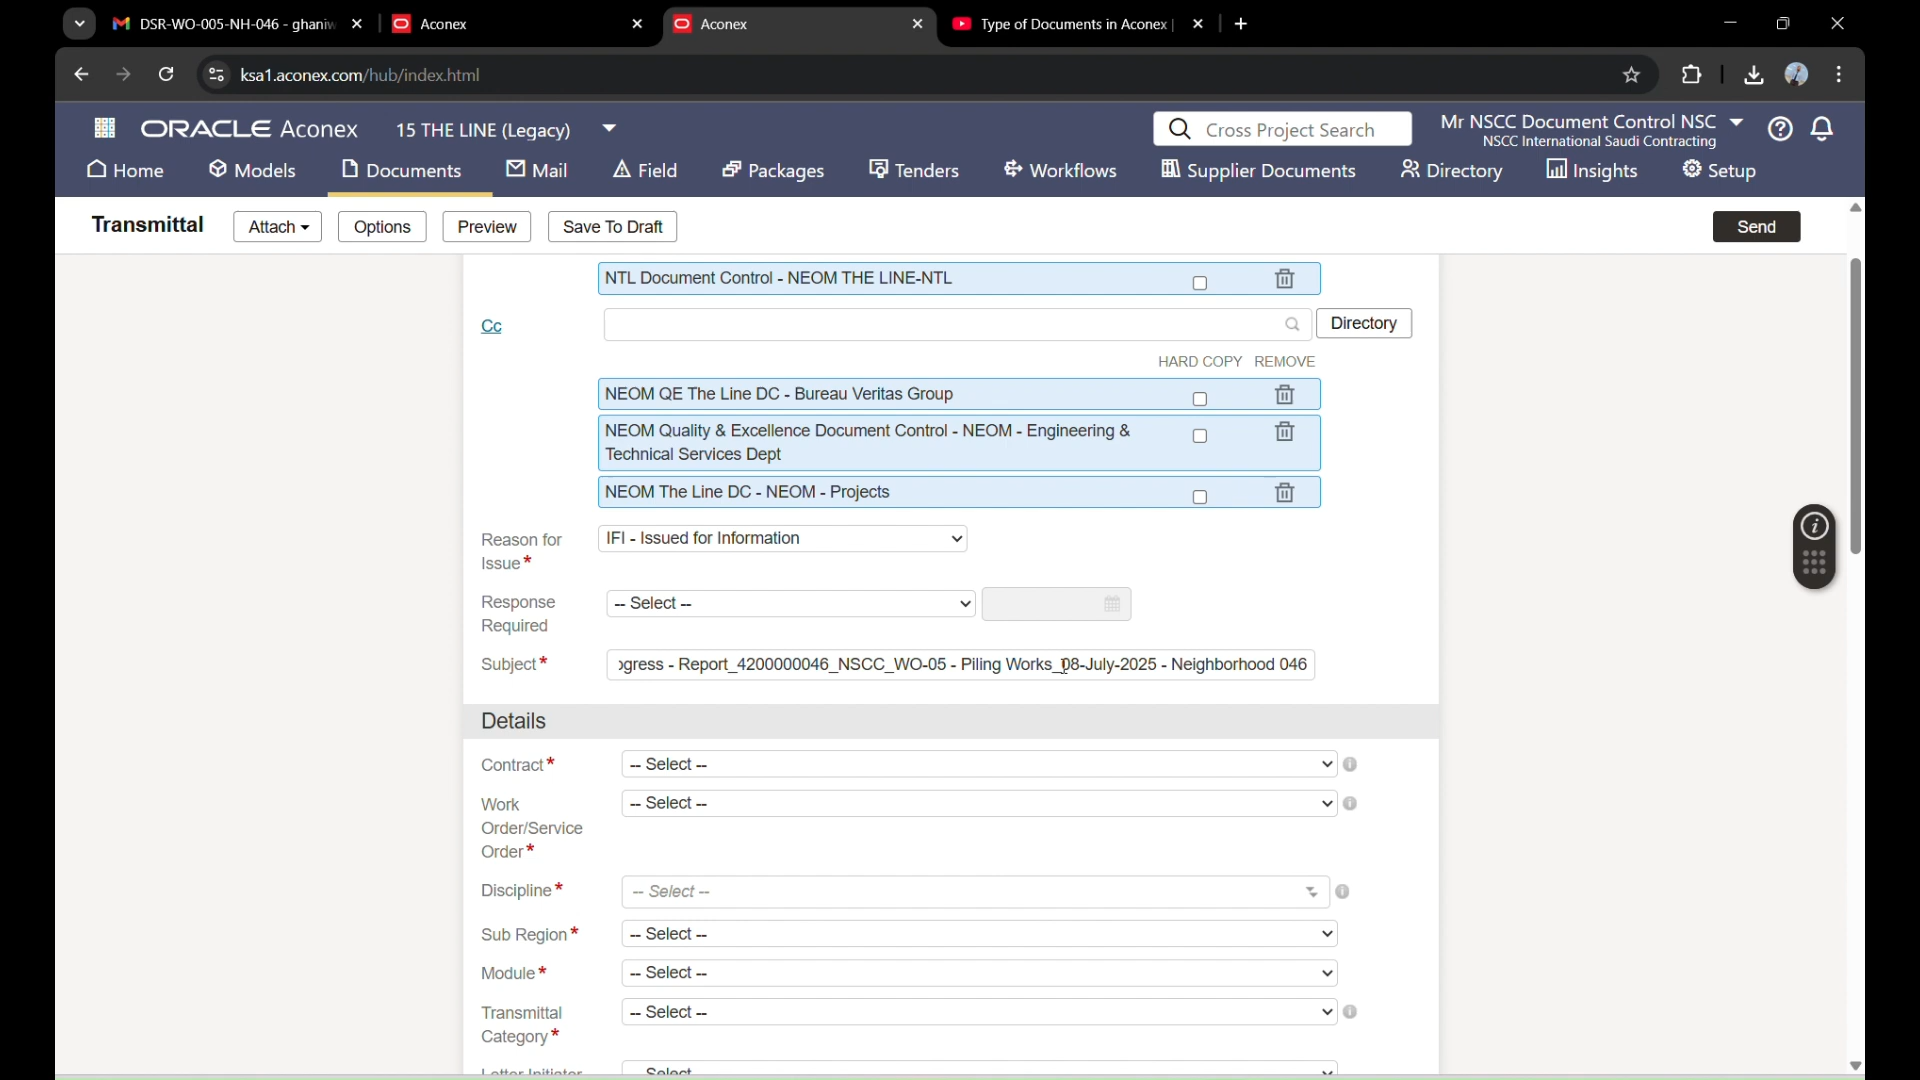 DSR-WO-005-NH-046 - ghaniw
Aconex
Aconex
Type of Documents in Aconex |
ksa1.aconex.com/hub/index.html
ORACLE Aconex
15 THE LINE (Legacy)
Cross Project Search
Mr NSCC Document Control NSC
NSCC International Saudi Contracting
Home
Models
Documents
Mail
Field
Packages
Tenders
Workflows
Supplier Documents
Directory
Insights
Setup
Transmittal
Attach
Options
Preview
Save To Draft
Send
NTL Document Control - NEOM THE LINE-NTL
Cc
Directory
HARD COPY REMOVE
NEOM QE The Line DC - Bureau Veritas Group
NEOM Quality & Excellence Document Control - NEOM - Engineering &
Technical Services Dept
NEOM The Line DC - NEOM - Projects
Reason for
Issue*
IFI - Issued for Information
Response
Required
-- Select --
Subject*
ogress - Report_4200000046_NSCC_WO-05 - Piling Works_08-July-2025 - Neighborhood 046
Details
Contract*
-- Select --
Work
Order/Service
Order*
-- Select --
Discipline*
-- Select --
Sub Region*
-- Select --
Module*
-- Select --
Transmittal
Category*
-- Select --
Letter Initiator
Select